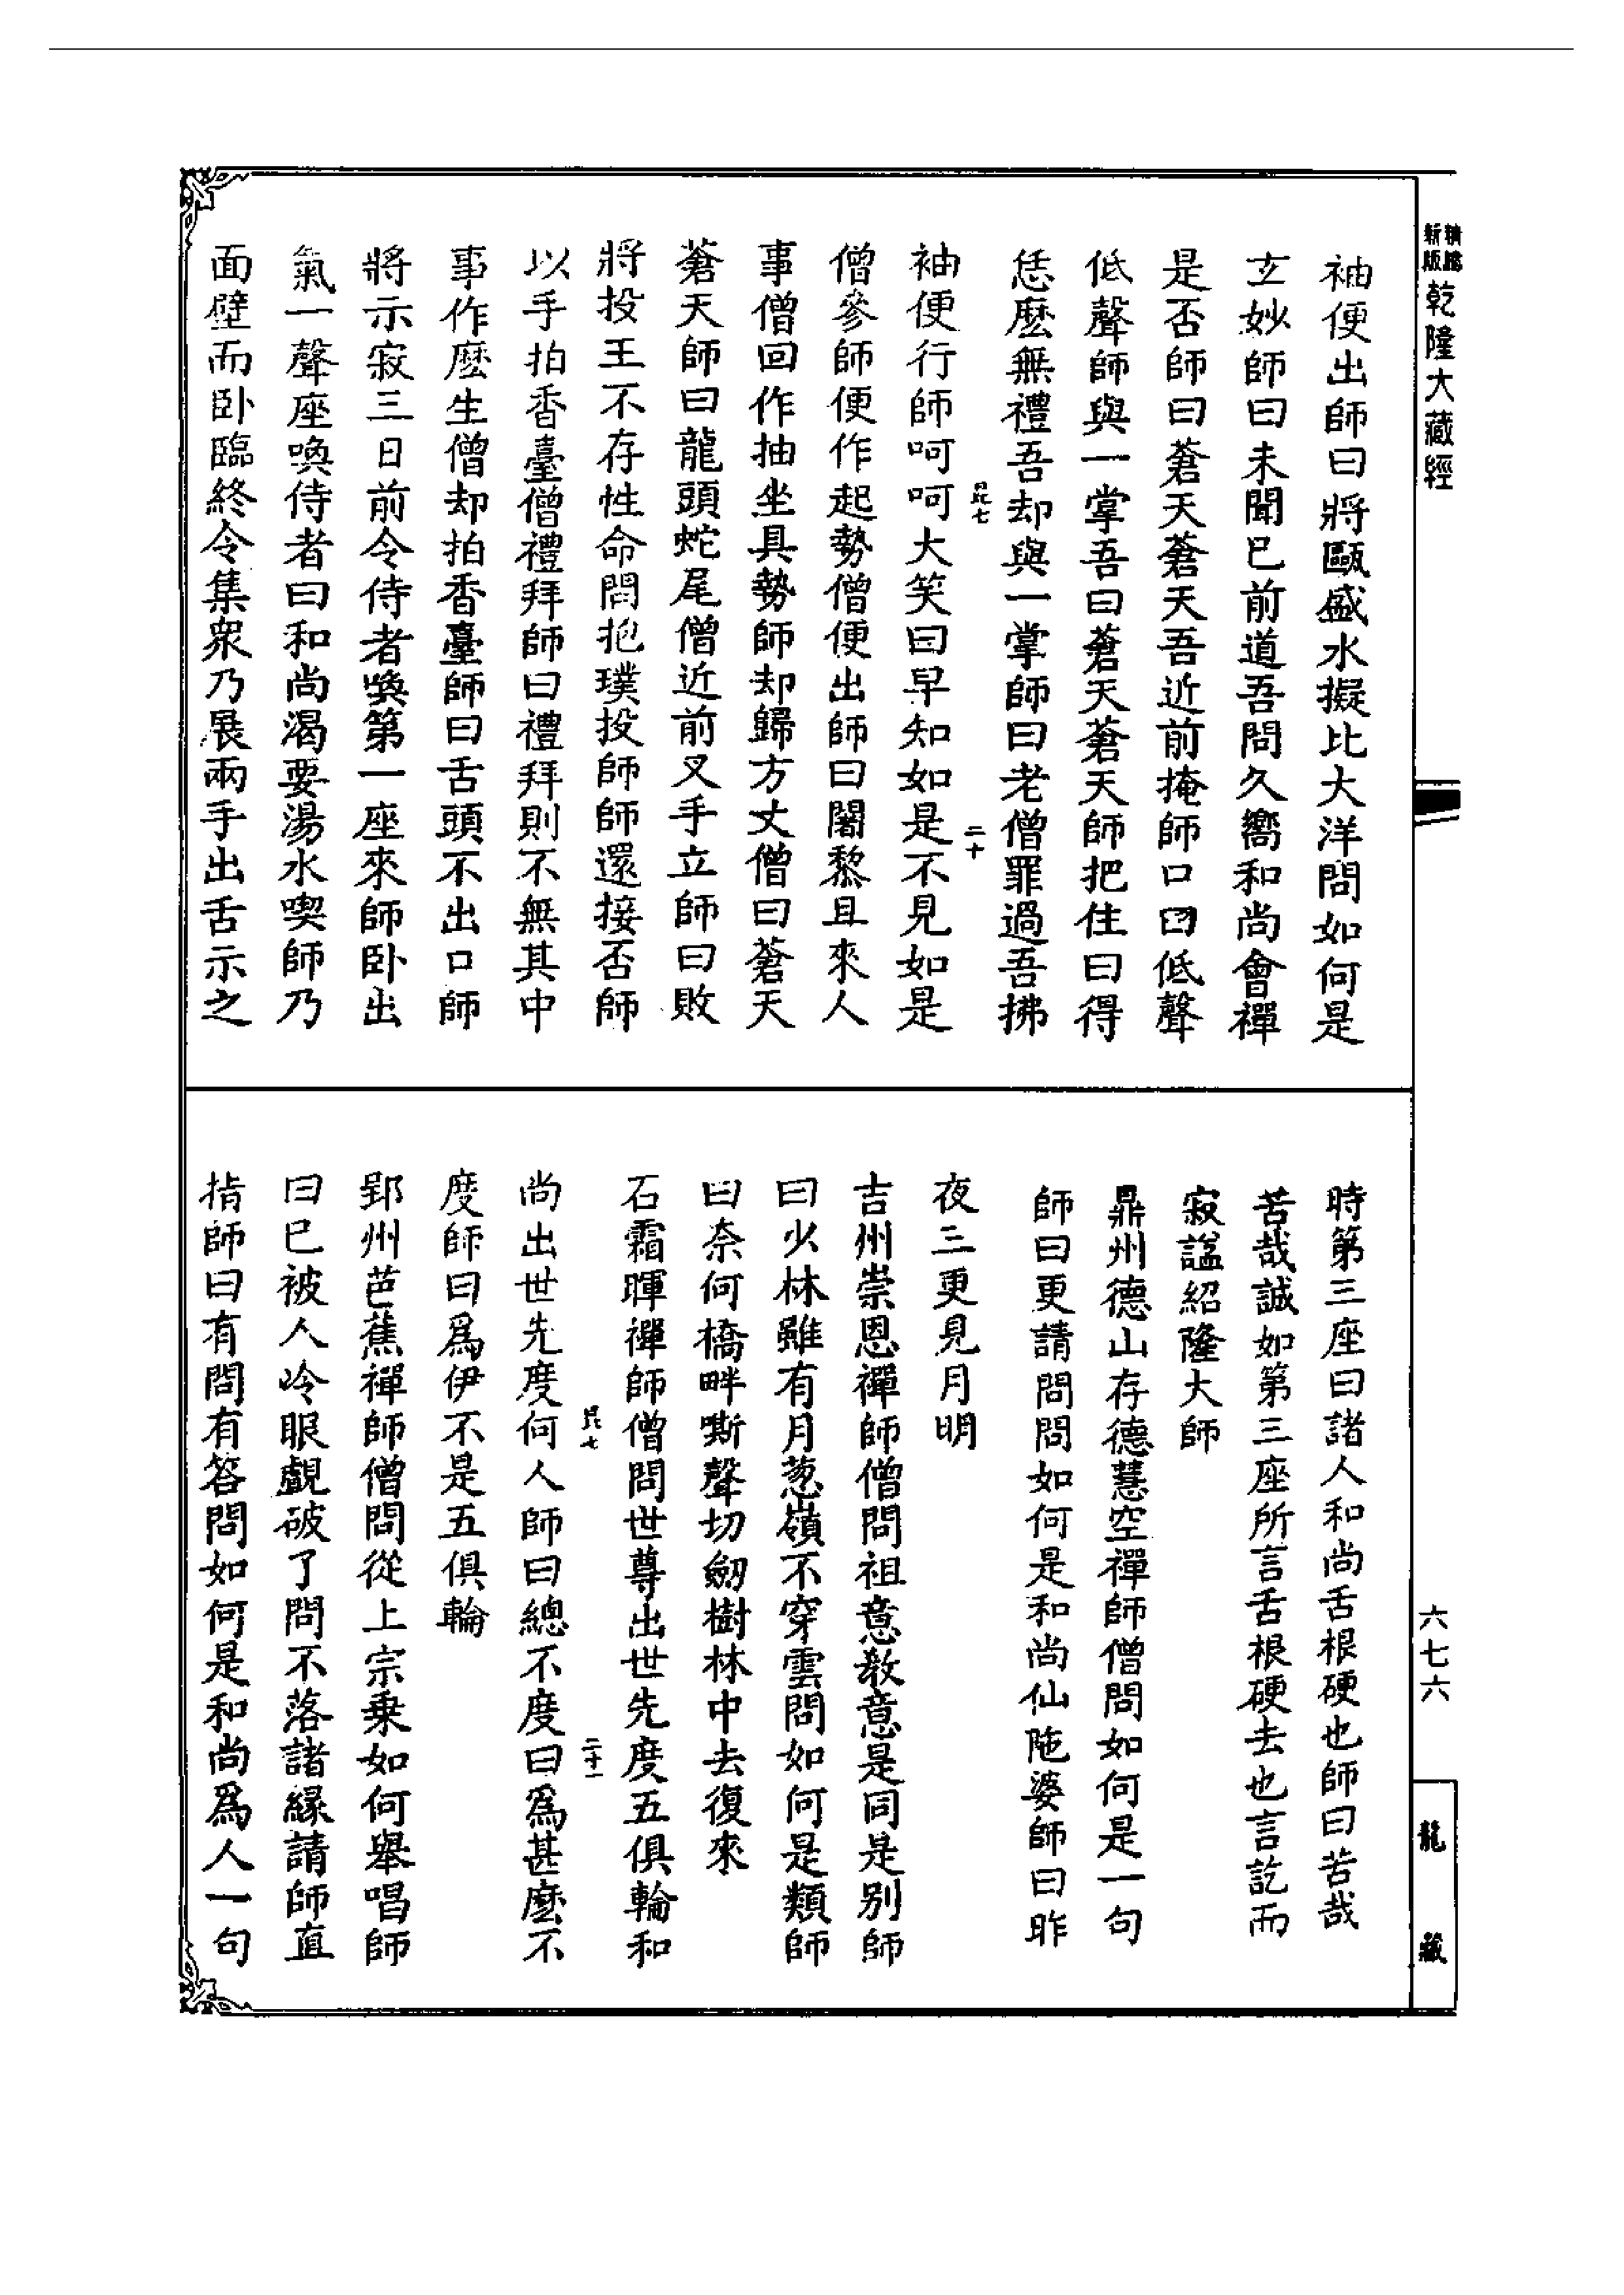 精縮新版
乾隆大藏經
袖便出師曰將甌盛水擬比大洋問如何是
玄妙師曰未聞已前道吾問久嚮和尚會禪
是否師曰蒼天蒼天吾近前掩師口曰低聲
低聲師與一掌吾曰蒼天蒼天師把住曰得
恁麽無禮吾却與一掌師曰老僧罪過吾拂
昆七
二十
袖便行師呵呵大笑曰早知如是不見如是
僧參師便作起勢僧便出師曰闍黎且來人
事僧回作抽坐具勢師却歸方丈僧曰蒼天
蒼天師曰龍頭蛇尾僧近前叉手立師曰敗
將投王不存性命問抱璞投師師還接否師
以手拍香臺僧禮拜師曰禮拜則不無其中
事作麽生僧却拍香臺師曰舌頭不出口師
將示寂三日前令侍者喚第一座來師卧出
氣一聲座喚侍者曰和尚渴要湯水喫師乃
面壁而卧臨終令集衆乃展兩手出舌示之
時第三座曰諸人和尚舌根硬也師曰苦哉
苦哉誠如第三座所言舌根硬去也言訖而
寂諡紹隆大師
鼎州德山存德慧空禪師僧問如何是一句
師曰更請問問如何是和尚仙陁婆師曰昨
夜三更見月明
吉州崇恩禪師僧問祖意教意是同是别師
曰少林雖有月葱嶺不穿雲問如何是類師
曰奈何橋畔嘶聲切劒樹林中去復來
石霜暉禪師僧問世尊出世先度五俱輪和
昆七
二十一
尚出世先度何人師曰總不度曰爲甚麽不
度師曰爲伊不是五俱輪
郢州芭蕉禪師僧問從上宗乗如何舉唱師
曰已被人冷眼覷破了問不落諸緣請師直
指師曰有問有答問如何是和尚爲人一句
六七六
龍藏